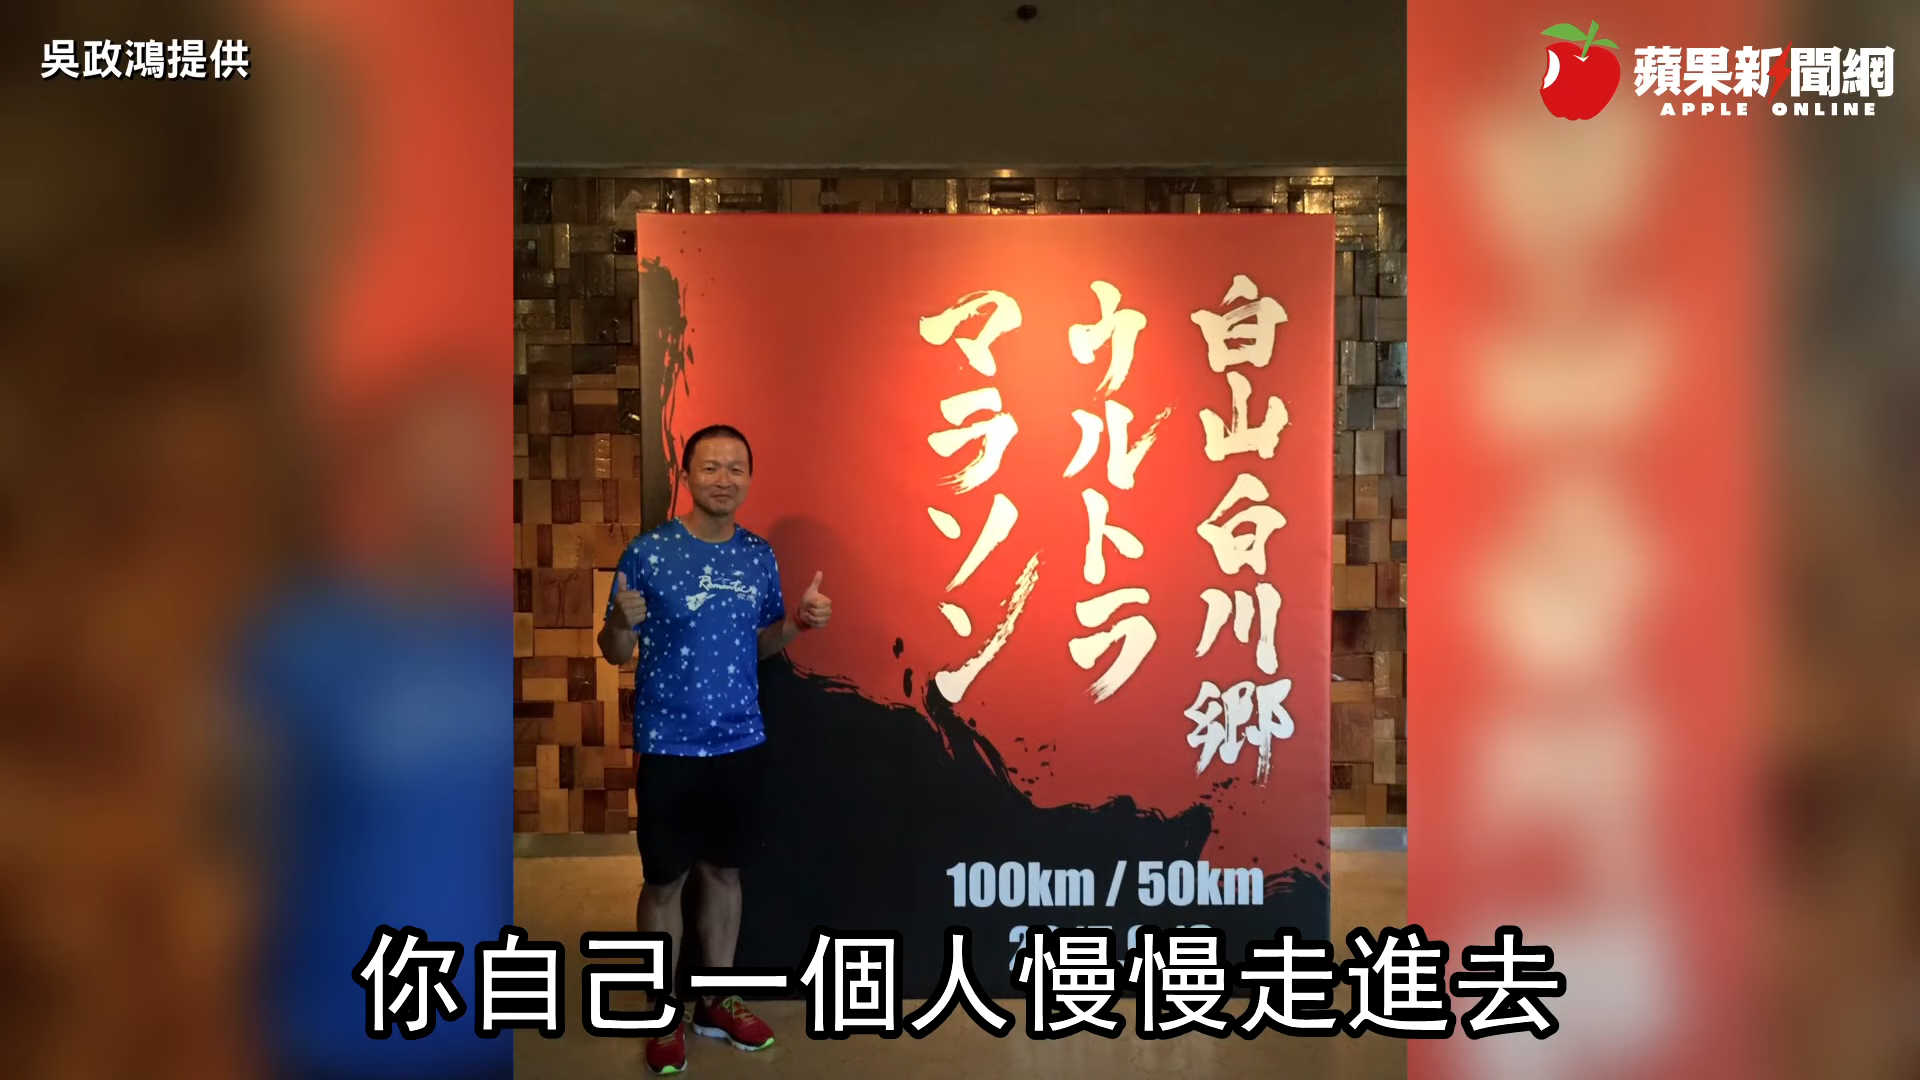 吳政鴻提供
蘋果新聞網
APPLE ONLINE
白山白川郷
ウルトラ
マラソン
Romantic
100km / 50km
你自己一個人慢慢走進去